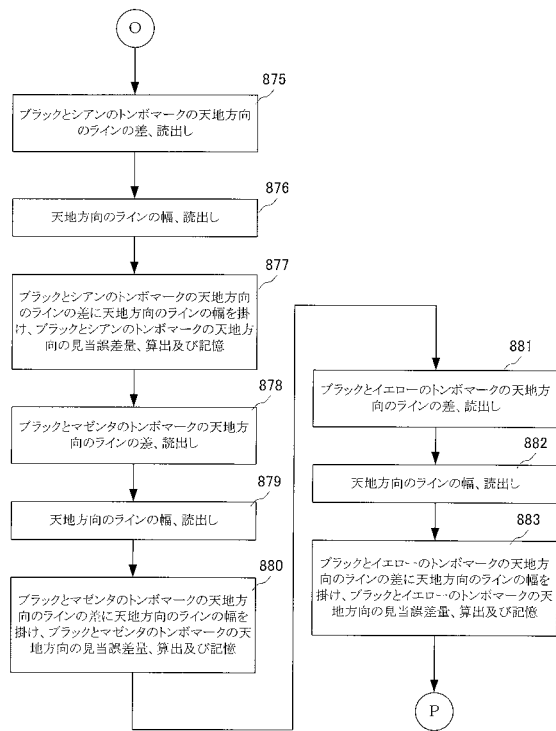 O
875
ブラックとシアンのトンボマークの天地方向
のラインの差、読出し
876
天地方向のラインの幅、読出し
877
ブラックとシアンのトンボマークの天地方向
のラインの差に天地方向のラインの幅を掛
け、ブラックとシアンのトンボマークの天地方
向の見当誤差量、算出及び記憶
878
ブラックとマゼンタのトンボマークの天地方
向のラインの差、読出し
879
天地方向のラインの幅、読出し
880
ブラックとマゼンタのトンボマークの天地方
向のラインの差に天地方向のラインの幅を
掛け、ブラックとマゼンタのトンボマークの天
地方向の見当誤差量、算出及び記憶
881
ブラックとイエローのトンボマークの天地方
向のラインの差、読出し
882
天地方向のラインの幅、読出し
883
ブラックとイエローのトンボマークの天地方
向のラインの差に天地方向のラインの幅を
掛け、ブラックとイエローのトンボマークの天
地方向の見当誤差量、算出及び記憶
P